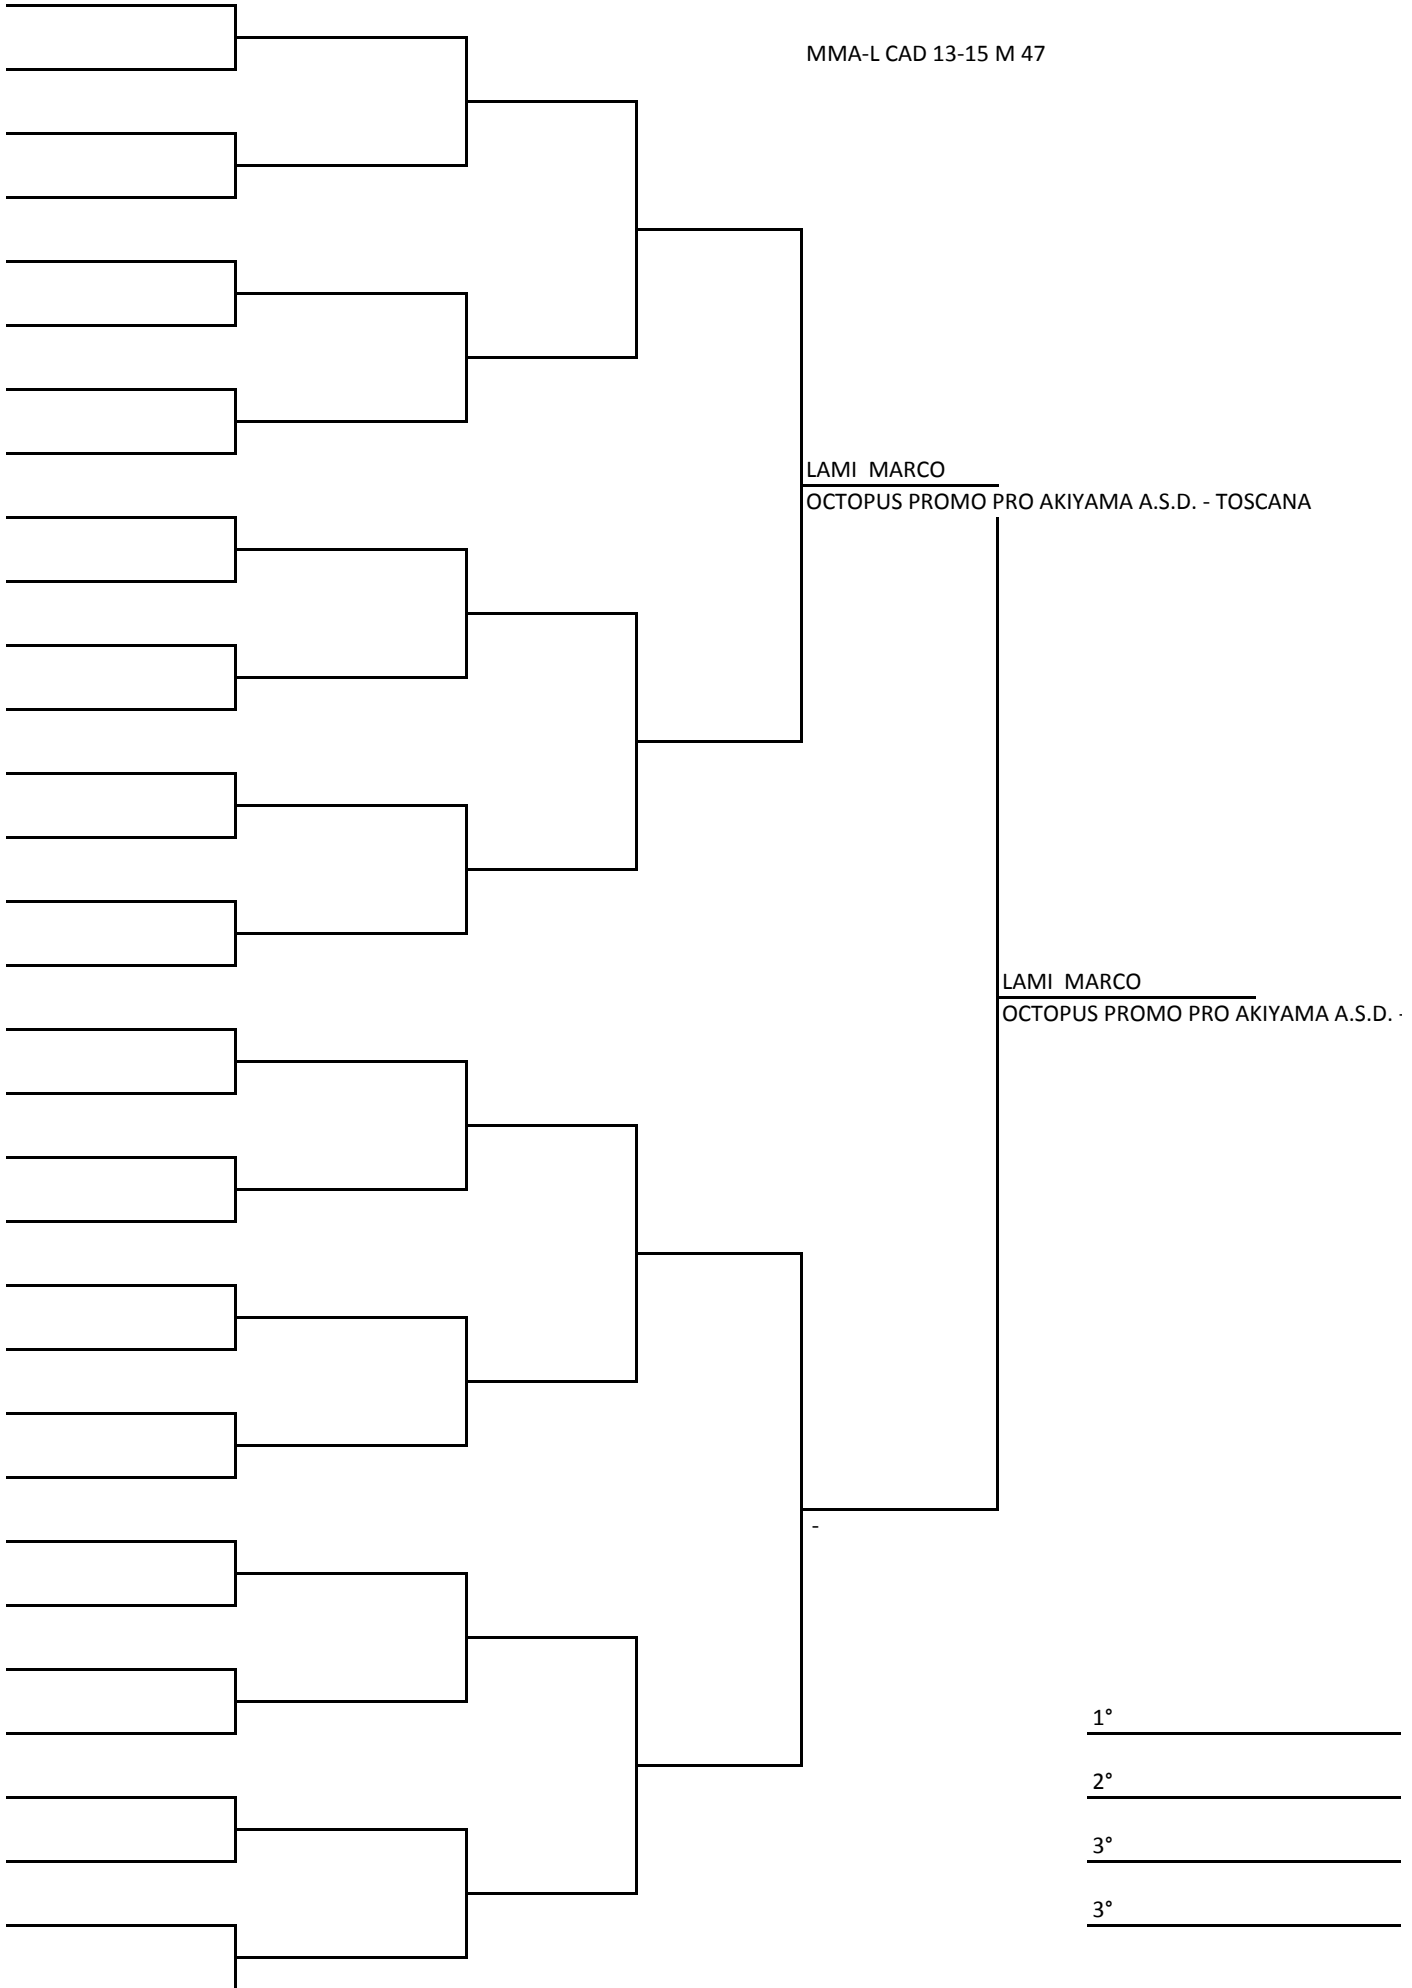 MMA-L CAD 13-15 M 47
LAMI  MARCO
OCTOPUS PROMO PRO AKIYAMA A.S.D. - TOSCANA
LAMI  MARCO
OCTOPUS PROMO PRO AKIYAMA A.S.D. -
-
1°
2°
3°
3°